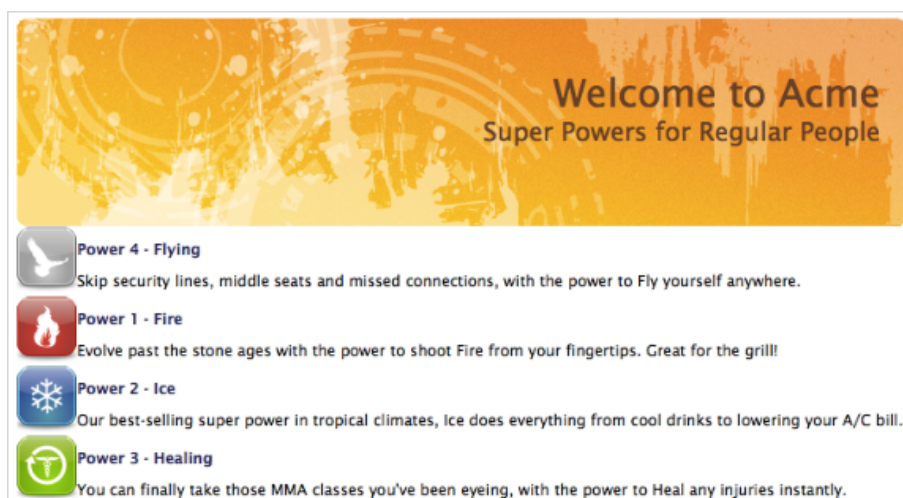 Welcome to Acme
Super Powers for Regular People
Power 4 - Flying
Skip security lines, middle seats and missed connections, with the power to Fly yourself anywhere.
Power 1 - Fire
Evolve past the stone ages with the power to shoot Fire from your fingertips. Great for the grill!
Power 2 - Ice
Our best-selling super power in tropical climates, Ice does everything from cool drinks to lowering your A/C bill.
Power 3 - Healing
You can finally take those MMA classes you've been eyeing, with the power to Heal any injuries instantly.